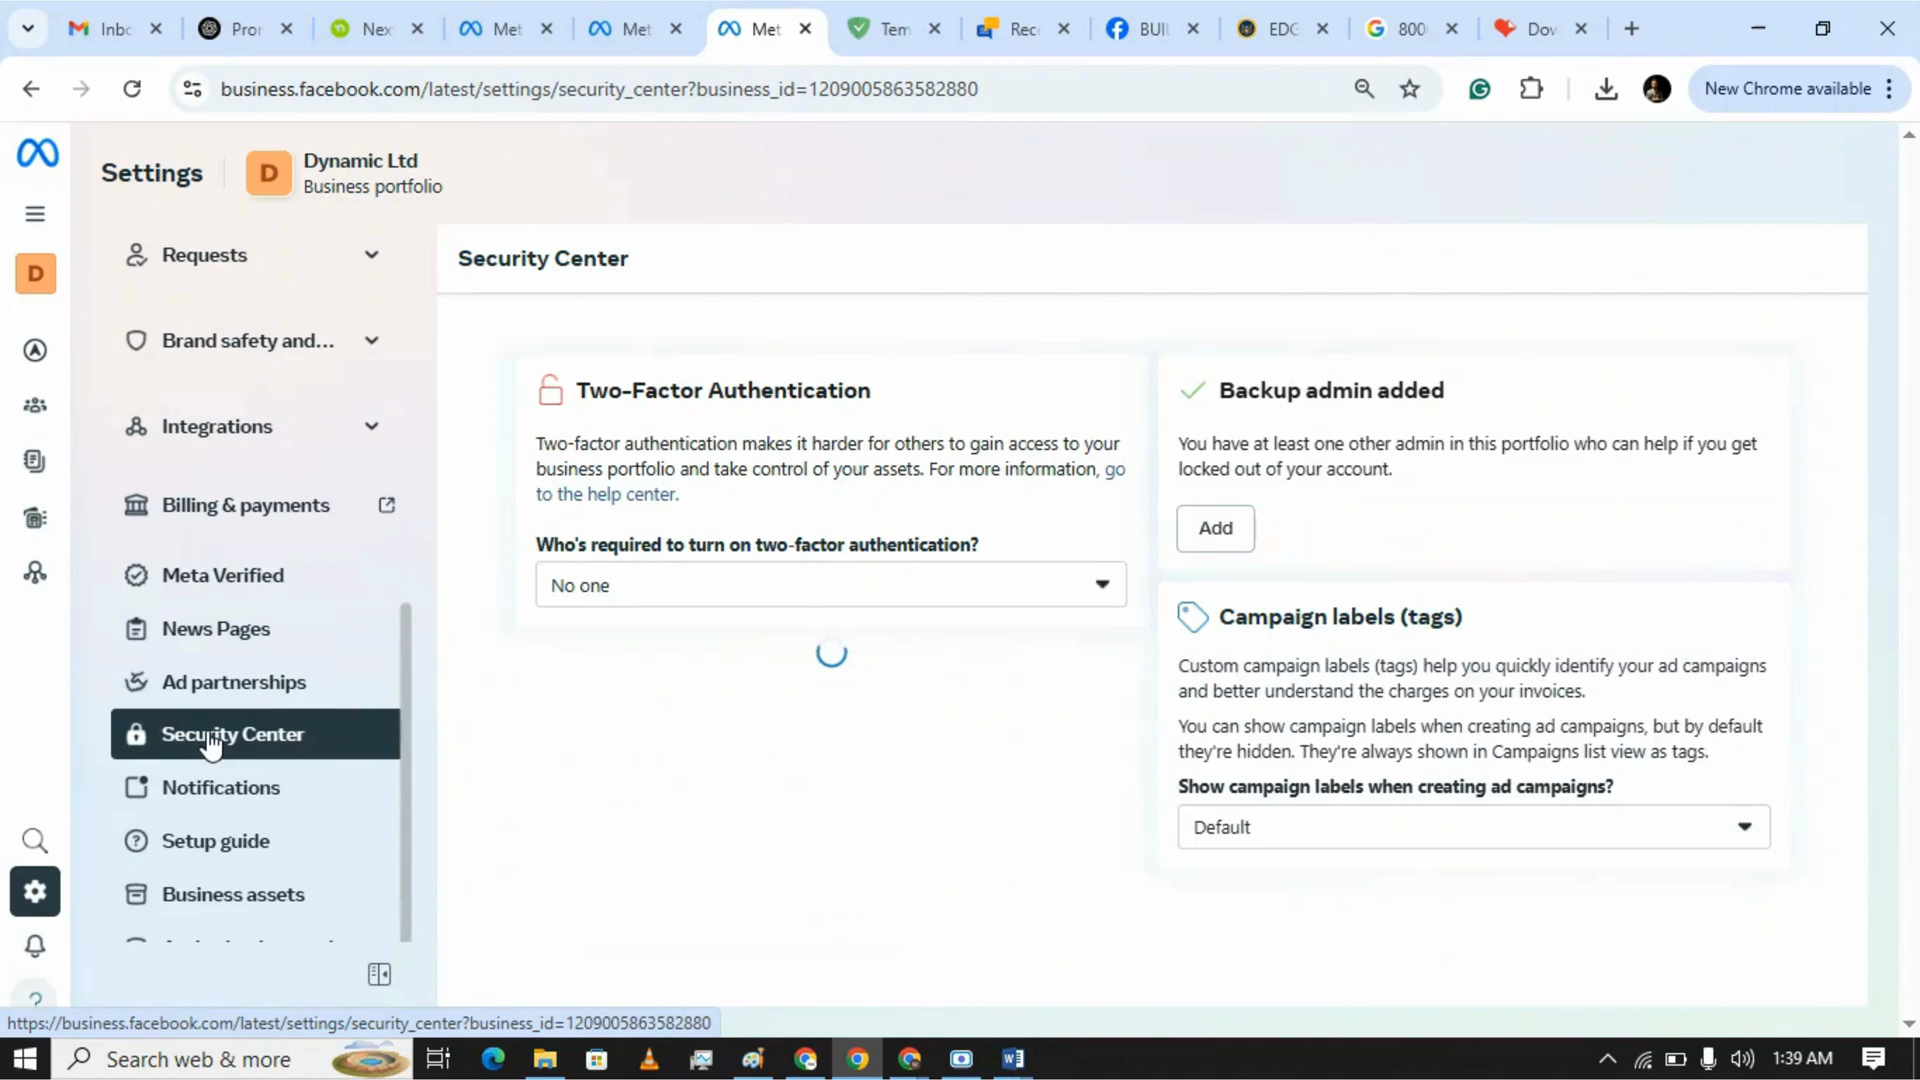 Inbc
Pror
Nex
Met
Met
Met
Tem
Rec
BUII
EDG
800
Dov
business.facebook.com/latest/settings/security_center?business_id=1209005863582880
New Chrome available
Settings
D
Dynamic Ltd
Business portfolio
D
Requests
Brand safety and...
Integrations
Billing & payments
Meta Verified
News Pages
Ad partnerships
Security Center
Notifications
Setup guide
Business assets
Security Center
Two-Factor Authentication
Two-factor authentication makes it harder for others to gain access to your
business portfolio and take control of your assets. For more information, go
to the help center.
Who's required to turn on two-factor authentication?
No one
Backup admin added
You have at least one other admin in this portfolio who can help if you get
locked out of your account.
Add
Campaign labels (tags)
Custom campaign labels (tags) help you quickly identify your ad campaigns
and better understand the charges on your invoices.
You can show campaign labels when creating ad campaigns, but by default
they're hidden. They're always shown in Campaigns list view as tags.
Show campaign labels when creating ad campaigns?
Default
https://business.facebook.com/latest/settings/security_center?business_id=1209005863582880
Search web & more
1:39 AM